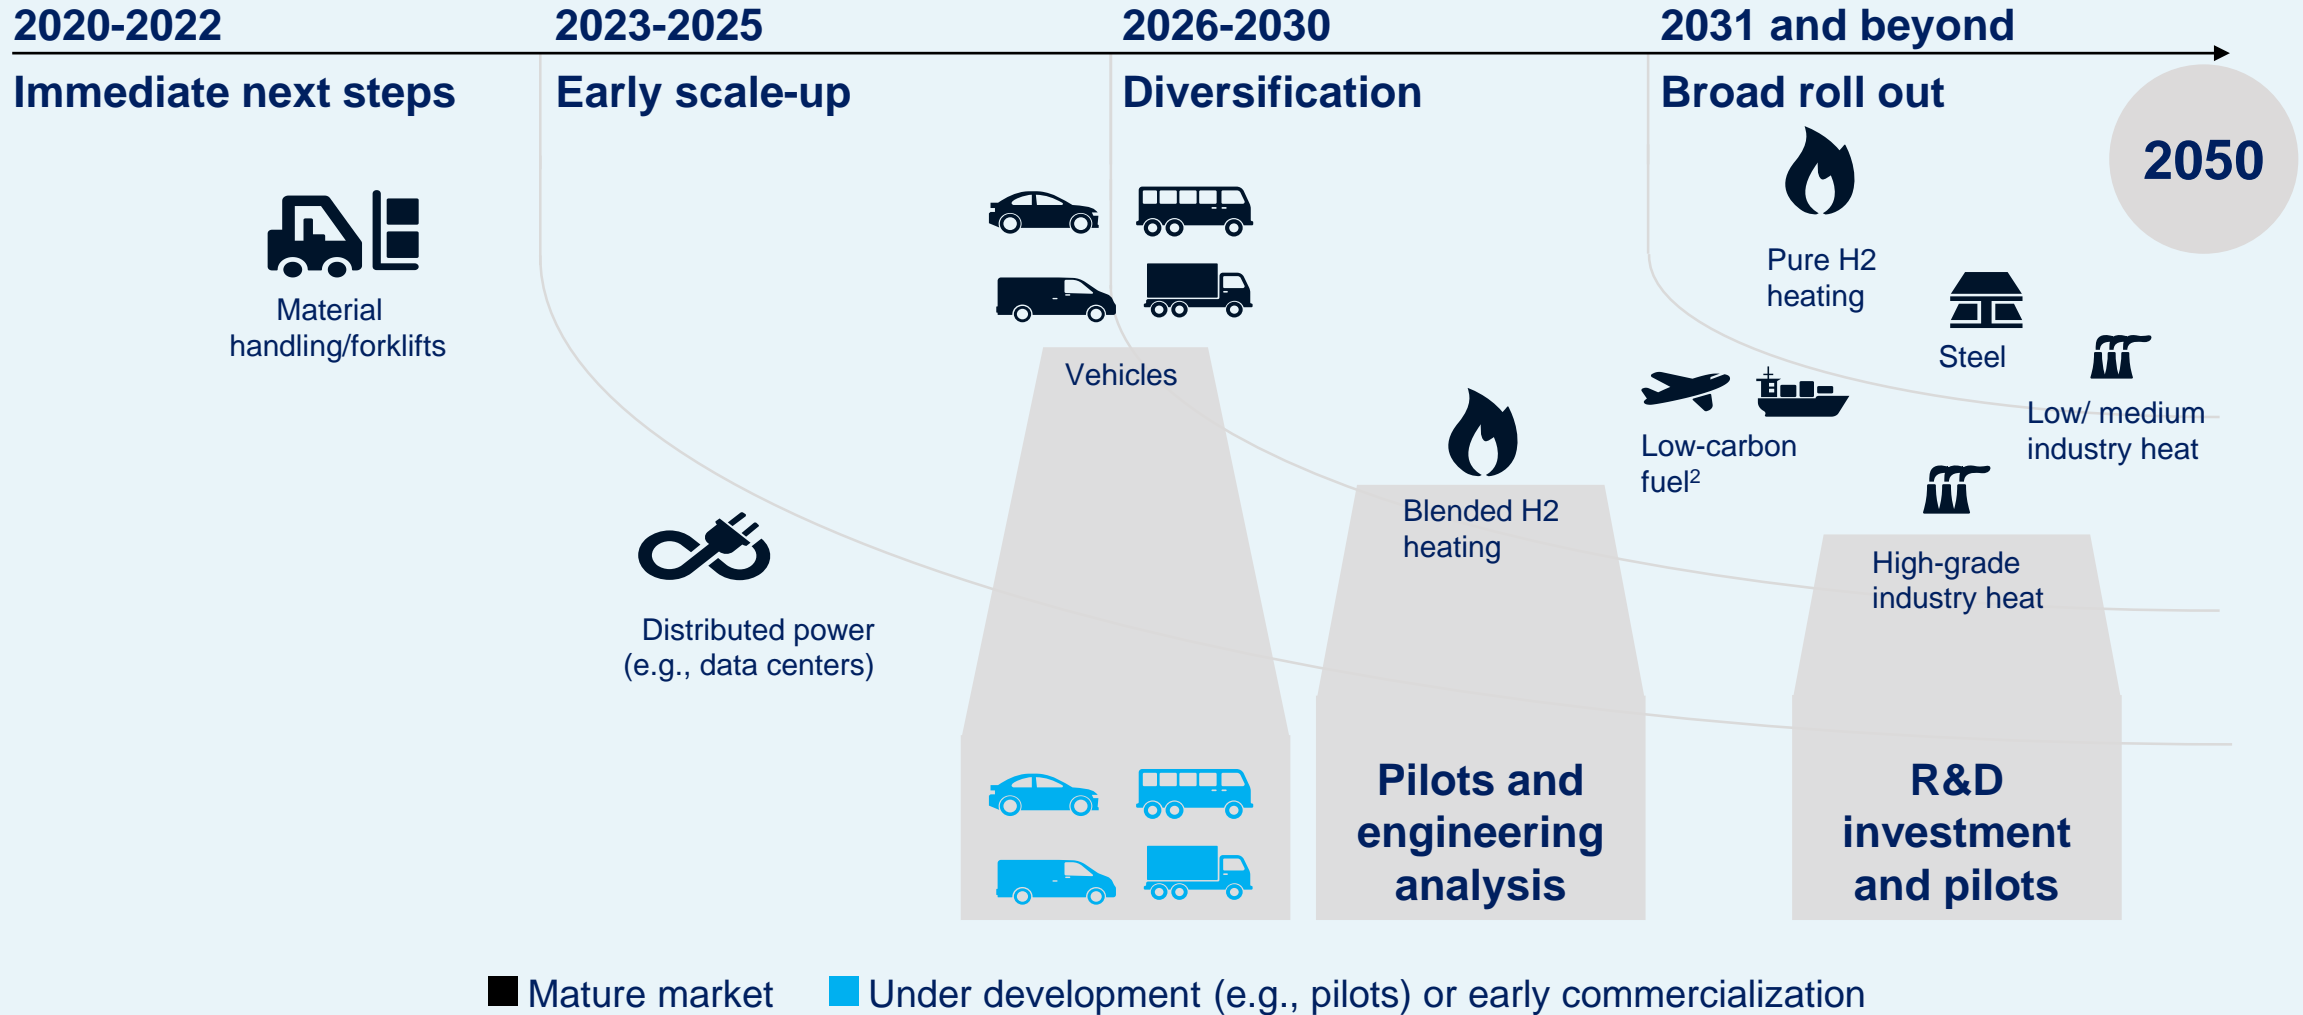 2020-2022
2023-2025
2026-2030
2031 and beyond
Immediate next steps
Early scale-up
Diversification
Broad roll out
2050
Material
handling/forklifts
Distributed power
(e.g., data centers)
Vehicles
Blended H2
heating
Low-carbon
fuel²
Pure H2
heating
Steel
Low/ medium
industry heat
High-grade
industry heat
Pilots and
engineering
analysis
R&D
investment
and pilots
Mature market
Under development (e.g., pilots) or early commercialization